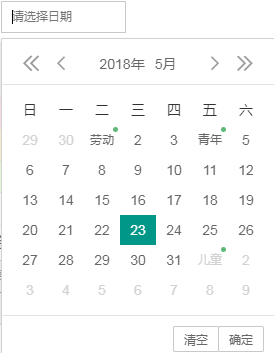 请选择日期
2018年 5月
日 一 二 三 四 五 六
29 30 劳动 2 3 青年 5
6 7 8 9 10 11 12
13 14 15 16 17 18 19
20 21 22 23 24 25 26
27 28 29 30 31 儿童 2
3 4 5 6 7 8 9
清空 确定